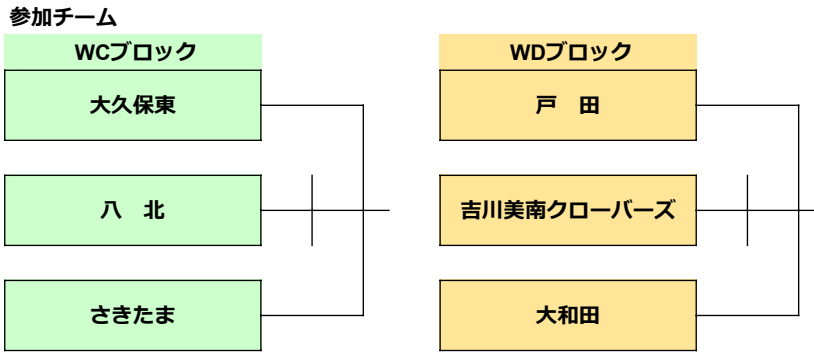 参加チーム
WCブロック
大久保東
八　北
さきたま
WDブロック
戸　田
吉川美南クローバーズ
大和田